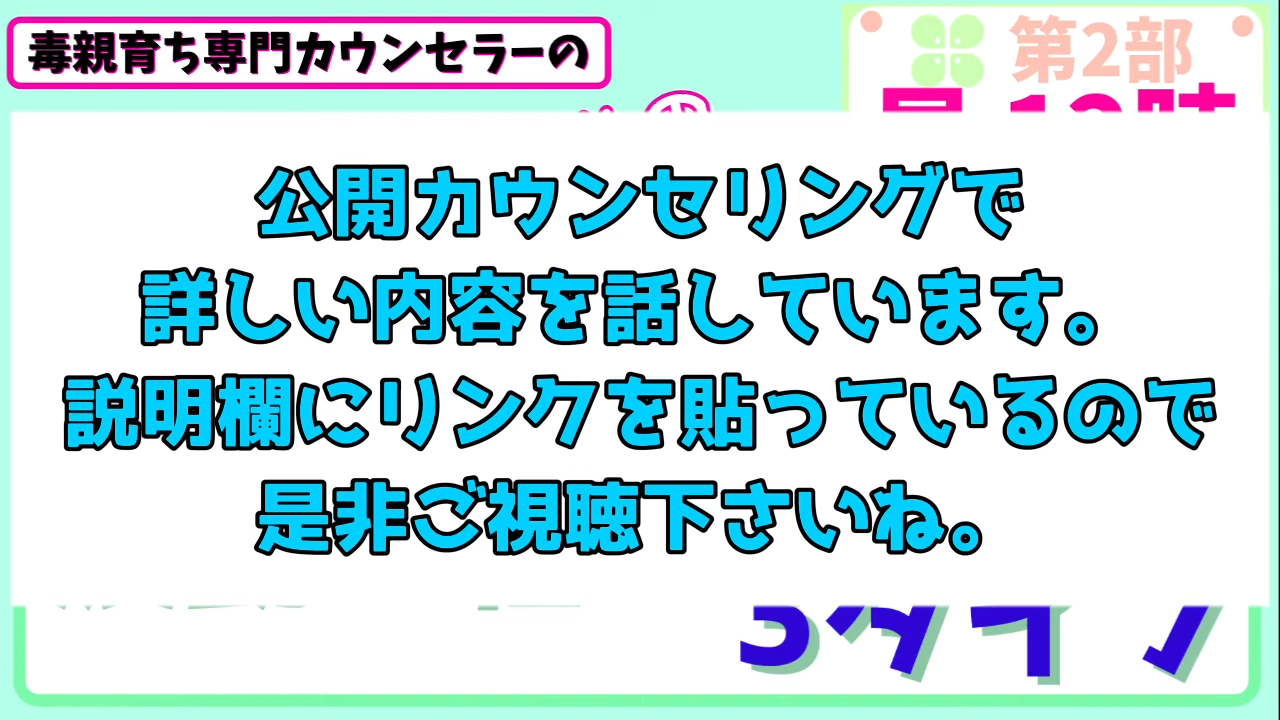 毒親育ち専門カウンセラーの
第2部
公開カウンセリングで
詳しい内容を話しています。
説明欄にリンクを貼っているので
是非ご視聴下さいね。